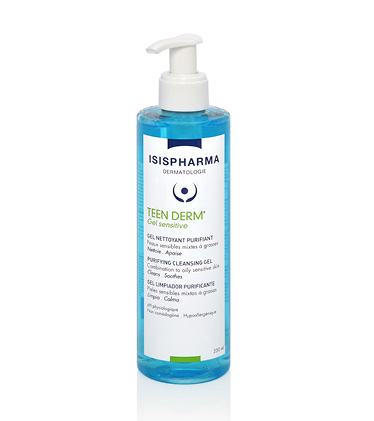 ISISPHARMA
DERMATOLOGIE
TEEN DERM®
Gel sensitive
GEL NETTOYANT PURIFIANT
Peaux sensibles mixtes à grasses
Nettoie . Apaise
PURIFYING CLEANSING GEL
Combination to oily sensitive skin
Cleans . Soothes
GEL LIMPIADOR PURIFICANTE
Pieles sensibles mixtas a grasas
Limpia . Calma
pH physiologique
Non comédogène . Hypoallergénique
250 ml